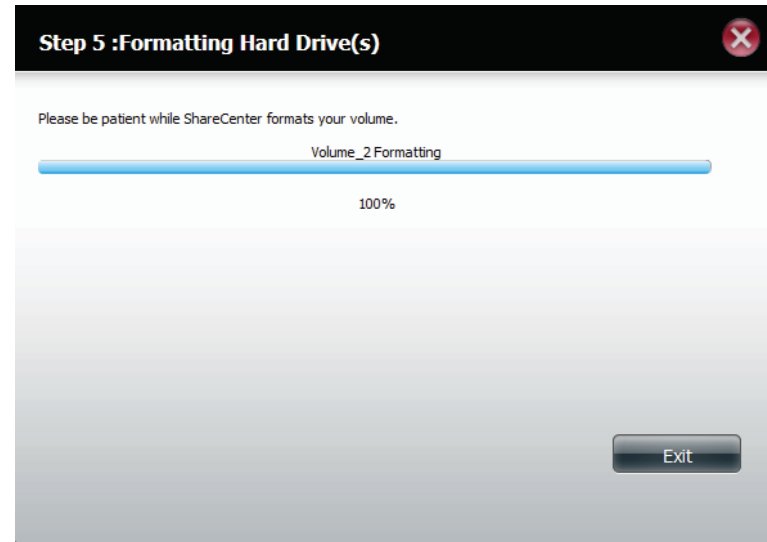 Step 5 :Formatting Hard Drive(s)
Please be patient while ShareCenter formats your volume.
Volume_2 Formatting
100%
Exit